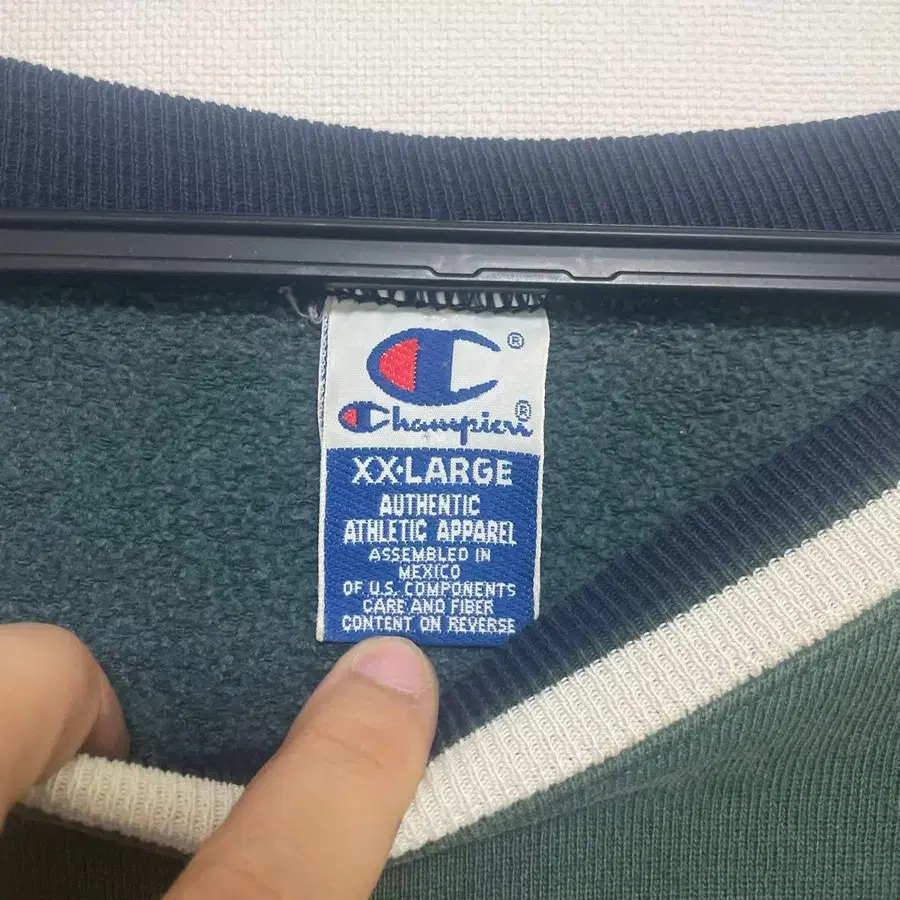 ®
Champion®
XX•LARGE
AUTHENTIC
ATHLETIC APPAREL
ASSEMBLED IN
MEXICO
OF U.S. COMPONENTS
CARE AND FIBER
CONTENT ON REVERSE